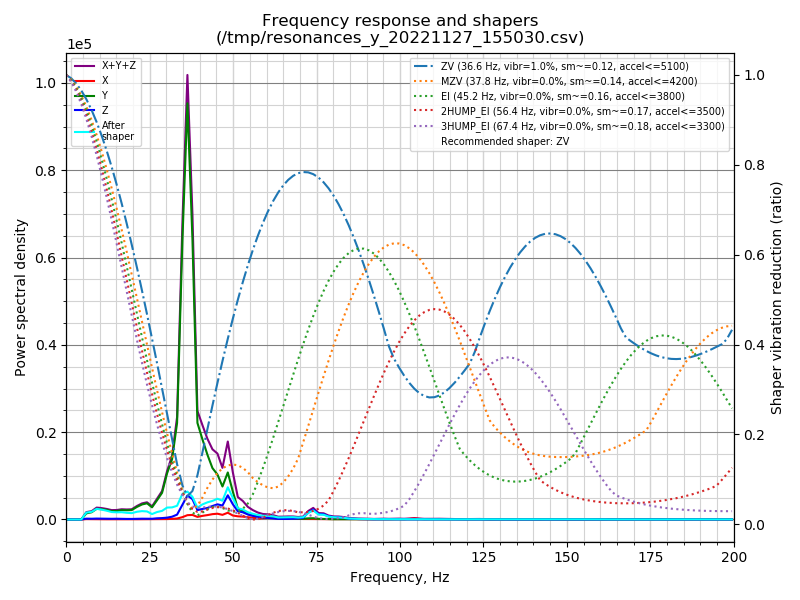 Frequency response and shapers
(/tmp/resonances_y_20221127_155030.csv)
1e5
X+Y+Z
X
Y
Z
After
shaper
ZV (36.6 Hz, vibr=1.0%, sm~=0.12, accel<=5100)
MZV (37.8 Hz, vibr=0.0%, sm~=0.14, accel<=4200)
EI (45.2 Hz, vibr=0.0%, sm~=0.16, accel<=3800)
2HUMP_EI (56.4 Hz, vibr=0.0%, sm~=0.17, accel<=3500)
3HUMP_EI (67.4 Hz, vibr=0.0%, sm~=0.18, accel<=3300)
Recommended shaper: ZV
Power spectral density
1.0
0.8
0.6
0.4
0.2
0.0
1.0
0.8
0.6
0.4
0.2
0.0
Shaper vibration reduction (ratio)
0 25 50 75 100 125 150 175 200
Frequency, Hz